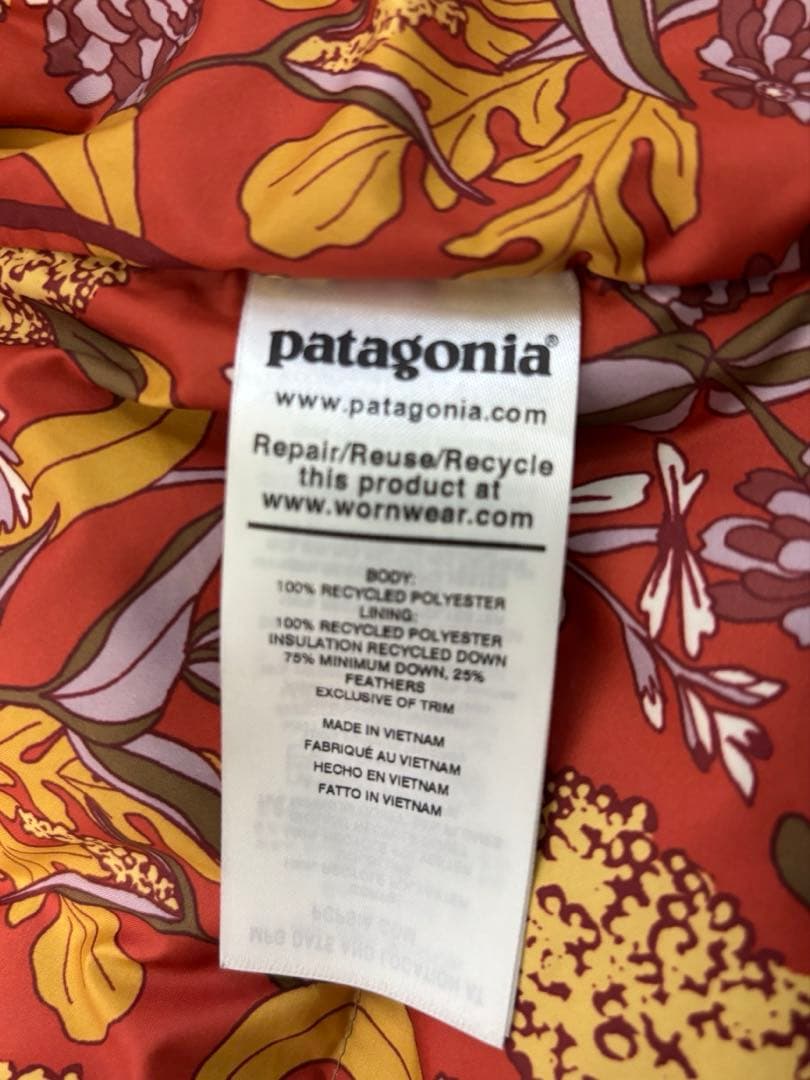 patagonia®
www.patagonia.com
Repair/Reuse/Recycle
this product at
www.wornwear.com
BODY:
100% RECYCLED POLYESTER
LINING:
100% RECYCLED POLYESTER
INSULATION RECYCLED DOWN
75% MINIMUM DOWN, 25%
FEATHERS
EXCLUSIVE OF TRIM
MADE IN VIETNAM
FABRIQUÉ AU VIETNAM
HECHO EN VIETNAM
FATTO IN VIETNAM